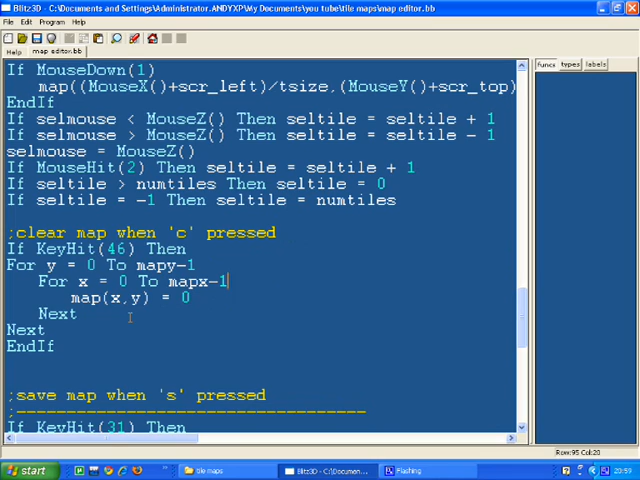 Blitz3D - [C:\Documents and Settings\Administrator.ANDYXP\My Documents\you tube\tile maps\map editor.bb]
File Edit Program Help
Help map editor.bb
funcs types labels
If MouseDown(1)
map((MouseX()+scr_left)/tsize,(MouseY()+scr_top)
EndIf
If selmouse < MouseZ() Then seltile = seltile + 1
If selmouse > MouseZ() Then seltile = seltile - 1
selmouse = MouseZ()
If MouseHit(2) Then seltile = seltile + 1
If seltile > numtiles Then seltile = 0
If seltile = -1 Then seltile = numtiles
;clear map when 'c' pressed
If KeyHit(46) Then
For y = 0 To mapy-1
For x = 0 To mapx-1
map(x,y) = 0
Next
Next
EndIf
;save map when 's' pressed
;-----------------------------------
If KeyHit(31) Then
Row:95 Col:20
start
tile maps
Blitz3D - [C:\Documen...
Flashing
20:59